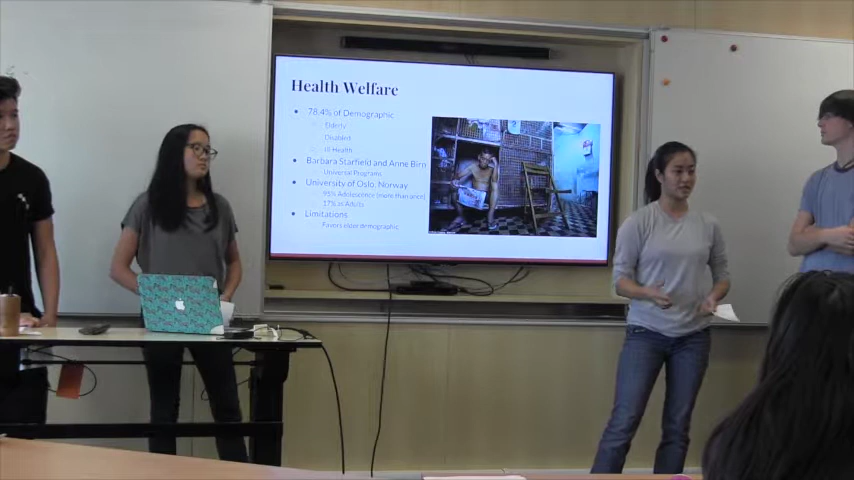 Health Welfare
78.4% of Demographic
Elderly
Disabled
Ill Health
Barbara Starfield and Anne Birn
Universal Programs
University of Oslo, Norway
95% Adolescence (more than once)
17% as Adults
Limitations
Favors older demographic